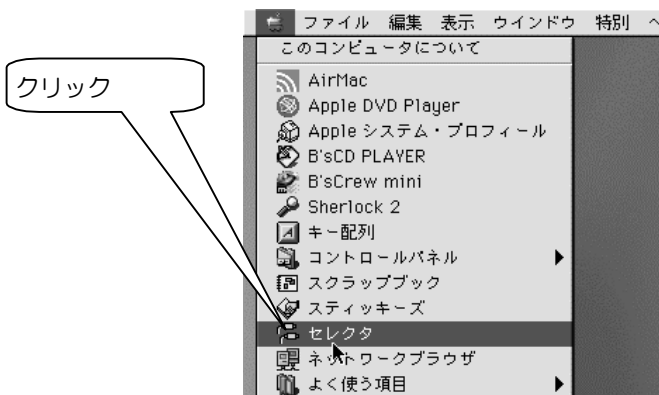 ファイル 編集 表示 ウインドウ 特別 ヘ
このコンピュータについて
クリック
AirMac
Apple DVD Player
Apple システム・プロフィール
B'sCD PLAYER
B'sCrew mini
Sherlock 2
キー配列
コントロールパネル
スクラップブック
スティッキーズ
セレクタ
ネットワークブラウザ
よく使う項目